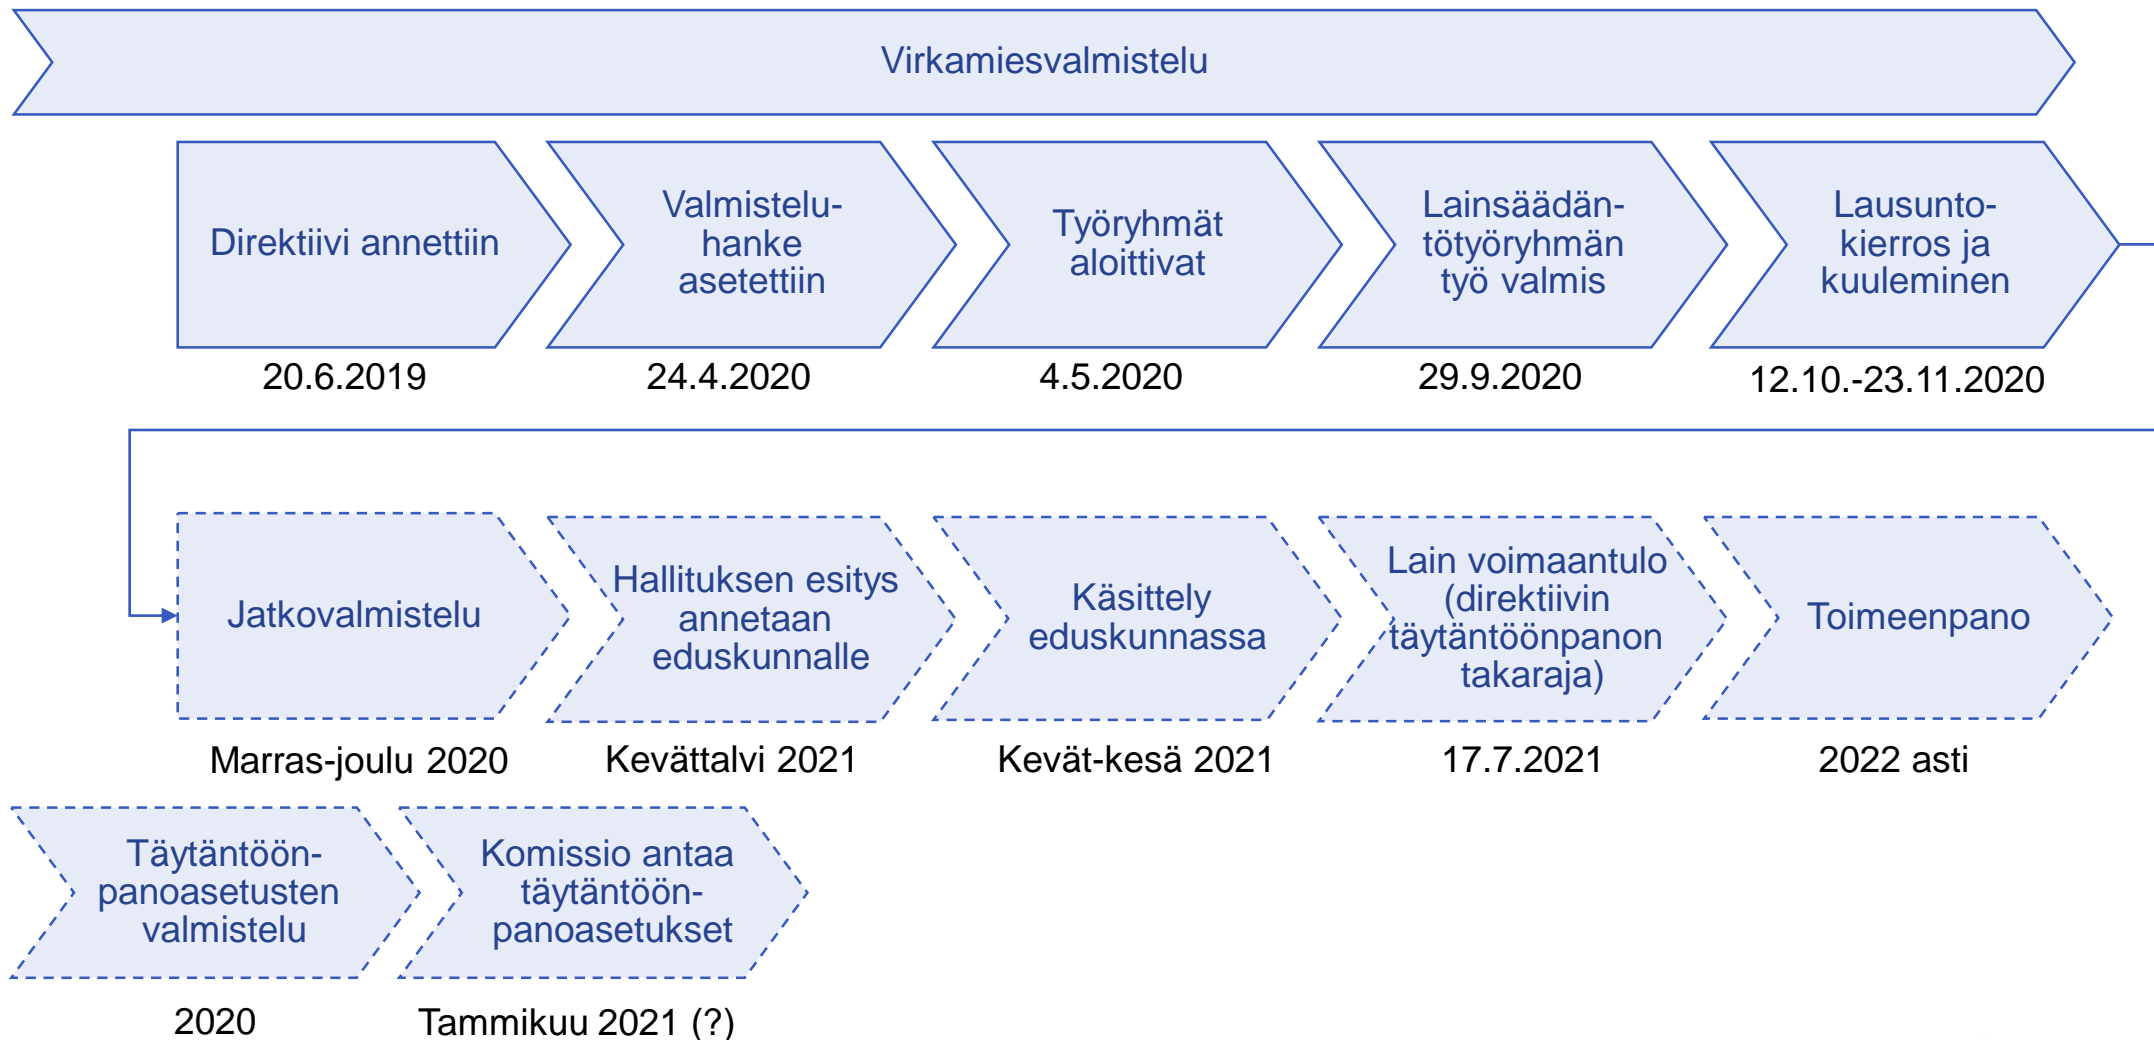 Virkamiesvalmistelu
Direktiivi annettiin
Valmistelu-
hanke
asetettiin
Työryhmät
aloittivat
Lainsäädän-
tötyöryhmän
työ valmis
Lausunto-
kierros ja
kuuleminen
20.6.2019
24.4.2020
4.5.2020
29.9.2020
12.10.-23.11.2020
Jatkovalmistelu
Hallituksen esitys
annetaan
eduskunnalle
Käsittely
eduskunnassa
Lain voimaantulo
(direktiivin
täytäntöönpanon
takaraja)
Toimeenpano
Marras-joulu 2020
Kevättalvi 2021
Kevät-kesä 2021
17.7.2021
2022 asti
Täytäntöön-
panoasetusten
valmistelu
Komissio antaa
täytäntöön-
panoasetukset
2020
Tammikuu 2021 (?)